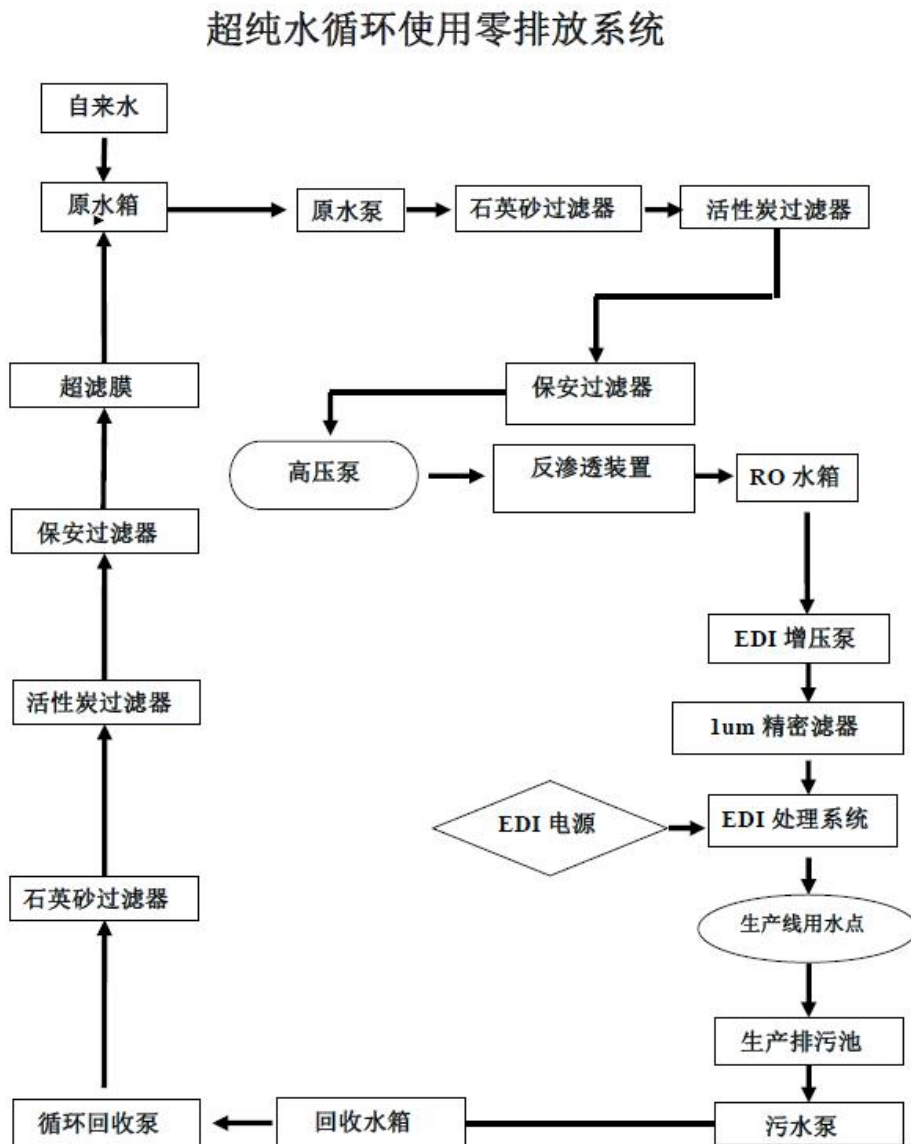 超纯水循环使用零排放系统
自来水
原水箱
原水泵
石英砂过滤器
活性炭过滤器
保安过滤器
高压泵
反渗透装置
RO 水箱
EDI 增压泵
1um 精密滤器
EDI 电源
EDI 处理系统
生产线用水点
生产排污池
污水泵
回收水箱
循环回收泵
石英砂过滤器
活性炭过滤器
保安过滤器
超滤膜